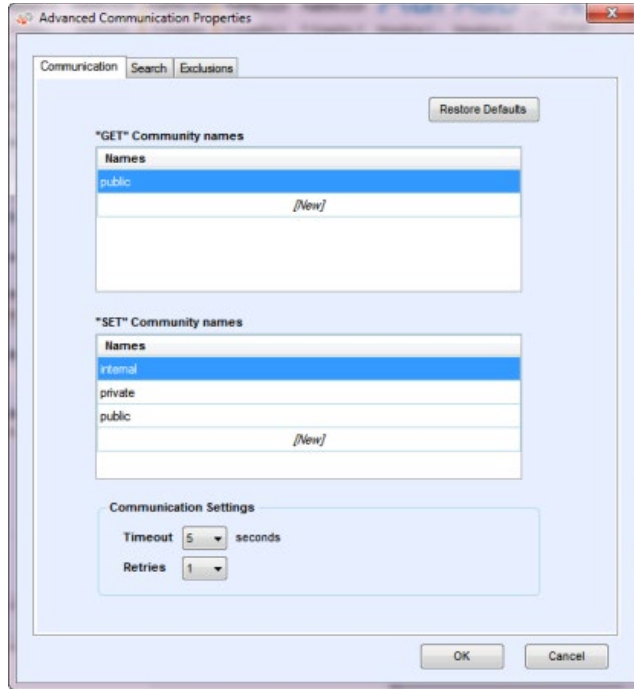 Advanced Communication Properties
Communication Search Exclusions
Restore Defaults
"GET" Community names
Names
public
[New]
"SET" Community names
Names
internal
private
public
[New]
Communication Settings
Timeout 5 seconds
Retries 1
OK Cancel